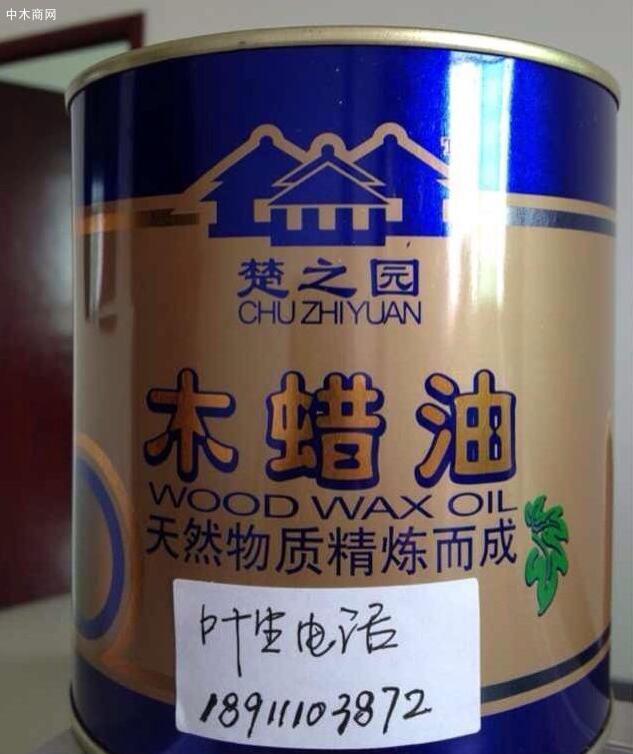 中木商网
楚之园
CHU ZHI YUAN
木蜡油
WOOD WAX OIL
天然物质精炼而成
叶生电话
18911103872